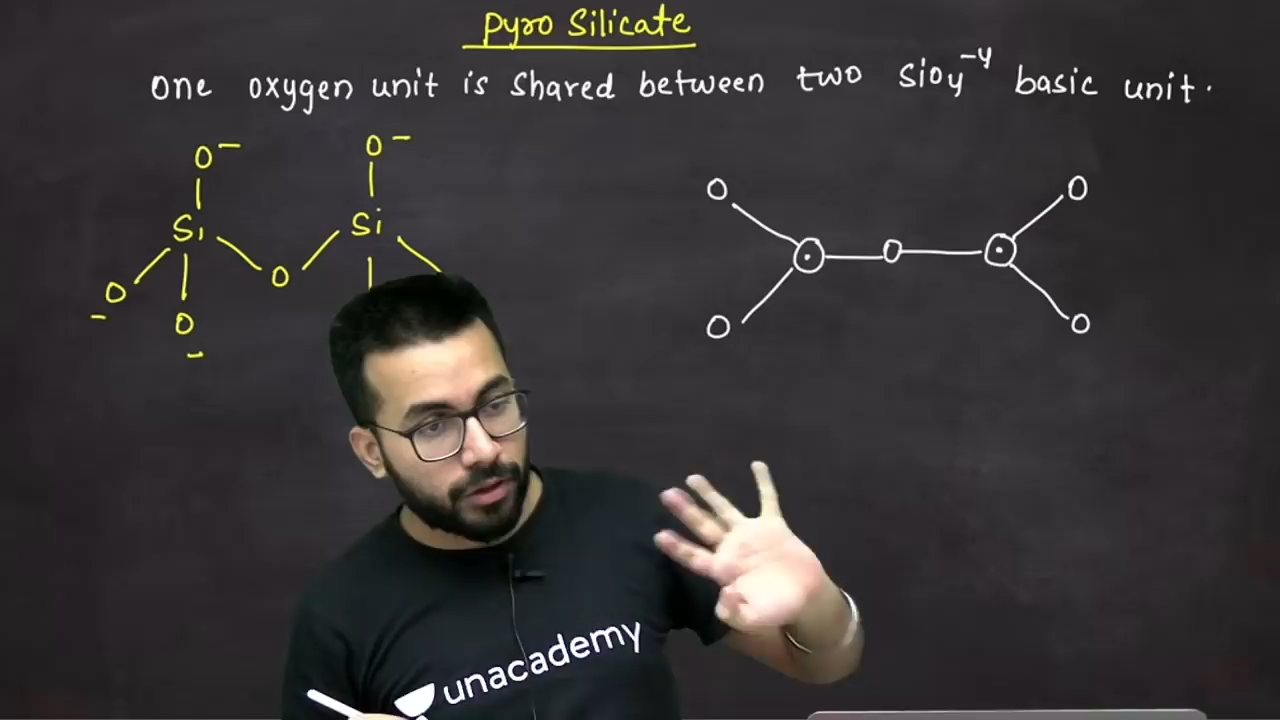 Pyro Silicate
one oxygen unit is shared between two SiO4⁻⁴ basic unit.
O⁻ O⁻
Si Si
O⁻ O⁻ O
O O
O
O O
unacademy